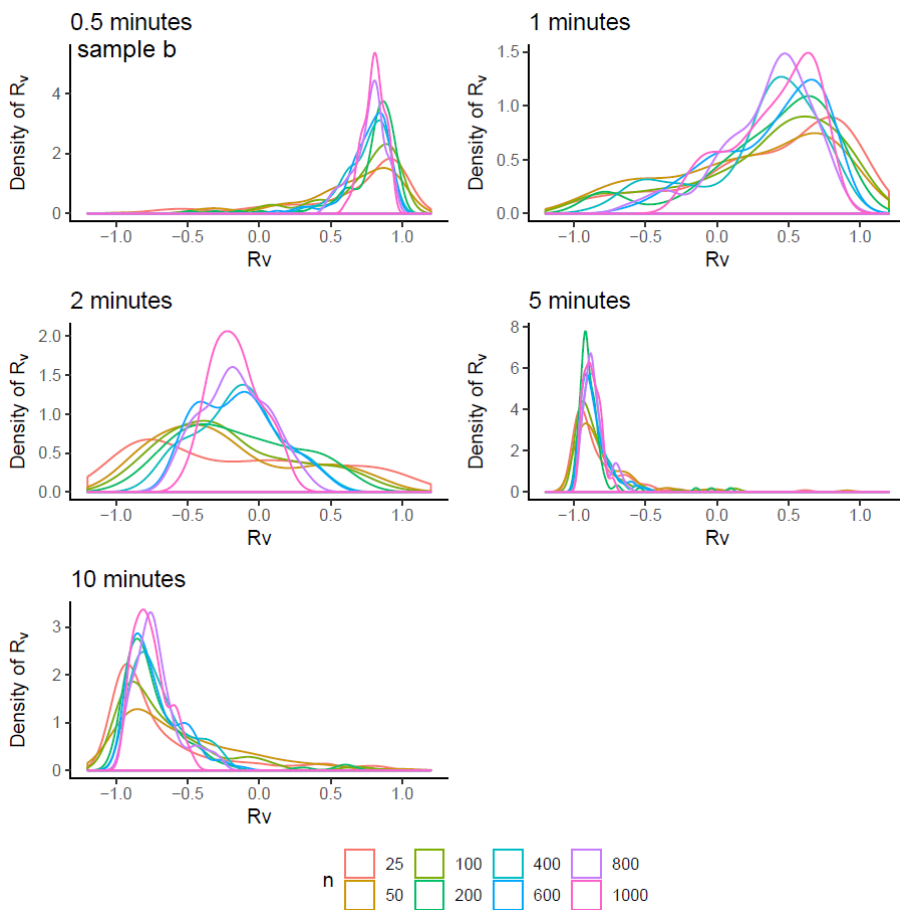 0.5 minutes
sample b
Density of Rv
4
2
0
−1.0 −0.5 0.0 0.5 1.0
Rv
1 minutes
Density of Rv
1.5
1.0
0.5
0.0
−1.0 −0.5 0.0 0.5 1.0
Rv
2 minutes
Density of Rv
2.0
1.5
1.0
0.5
0.0
−1.0 −0.5 0.0 0.5 1.0
Rv
5 minutes
Density of Rv
8
6
4
2
0
−1.0 −0.5 0.0 0.5 1.0
Rv
10 minutes
Density of Rv
3
2
1
0
−1.0 −0.5 0.0 0.5 1.0
Rv
n
25 100 400 800
50 200 600 1000